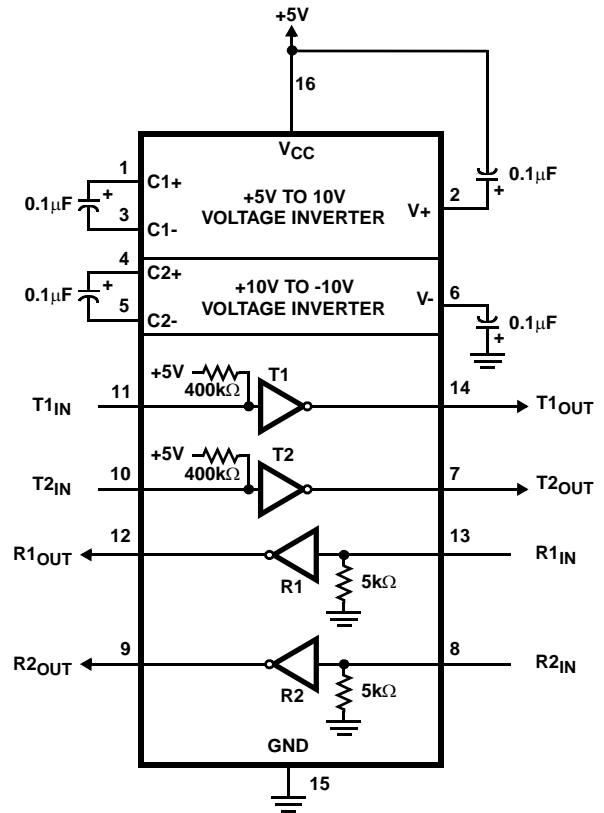 +5V
16
VCC
1
C1+
0.1μF
+
3
C1-
+5V TO 10V
VOLTAGE INVERTER
V+
2
0.1μF
+
4
C2+
0.1μF
+
5
C2-
+10V TO -10V
VOLTAGE INVERTER
V-
6
0.1μF
+
T1IN
11
+5V
400kΩ
T1
14
T1OUT
T2IN
10
+5V
400kΩ
T2
7
T2OUT
R1OUT
12
R1
5kΩ
13
R1IN
R2OUT
9
R2
5kΩ
8
R2IN
GND
15